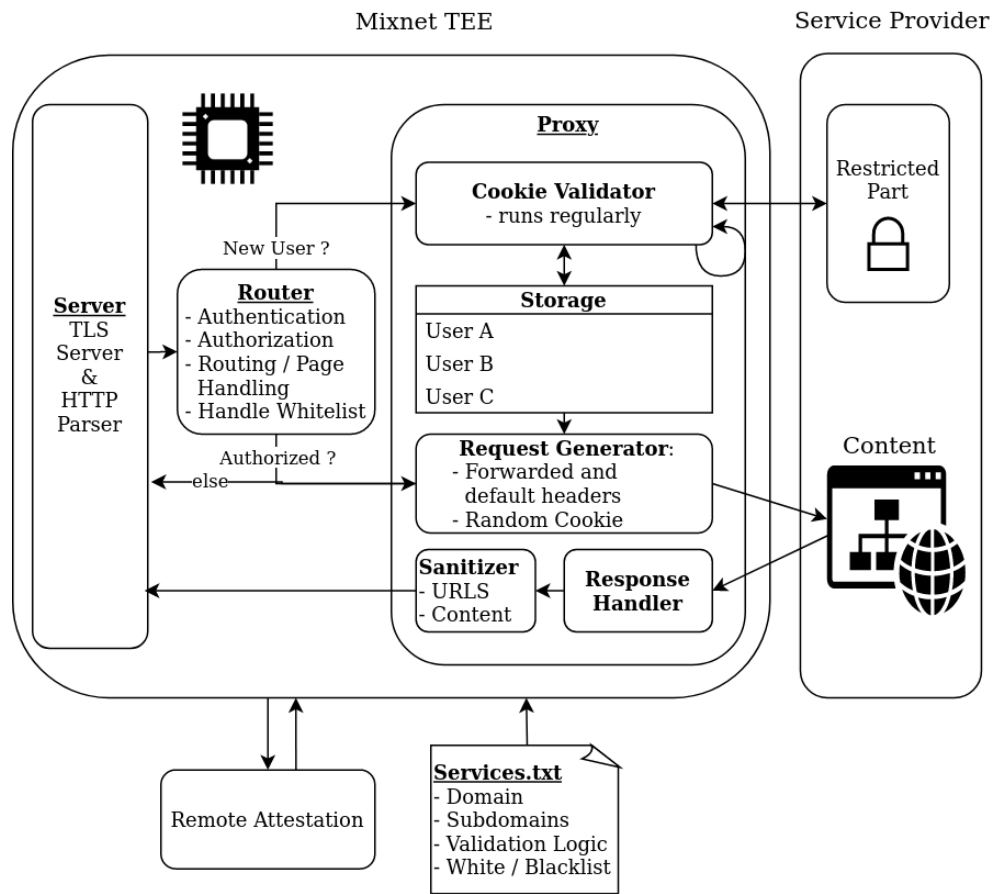 Mixnet TEE
Service Provider
Proxy
Cookie Validator
- runs regularly
Restricted
Part
New User ?
Server
TLS
Server
&
HTTP
Parser
Router
- Authentication
- Authorization
- Routing / Page
Handling
- Handle Whitelist
Storage
User A
User B
User C
Authorized ?
else
Request Generator:
- Forwarded and
default headers
- Random Cookie
Content
Sanitizer
- URLS
- Content
Response
Handler
Remote Attestation
Services.txt
- Domain
- Subdomains
- Validation Logic
- White / Blacklist